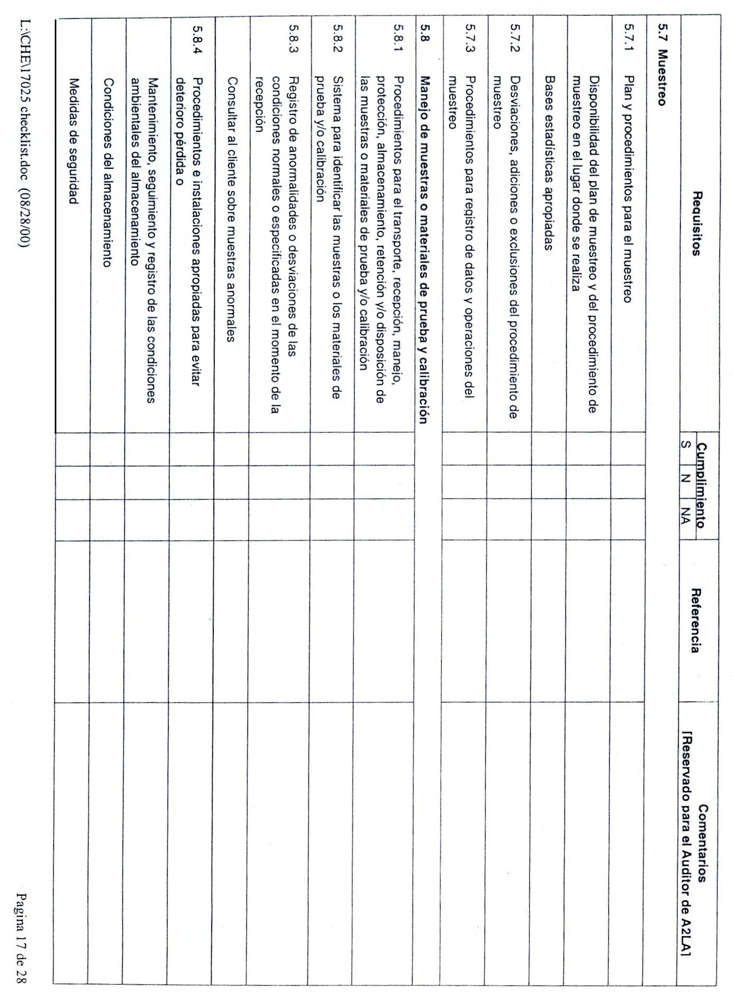 Requisitos
Cumplimiento
S N NA
Referencia
Comentarios
[Reservado para el Auditor de A2LA]
5.7 Muestreo
5.7.1 Plan y procedimientos para el muestreo
Disponibilidad del plan de muestreo y del procedimiento de
muestreo en el lugar donde se realiza
Bases estadísticas apropiadas
5.7.2 Desviaciones, adiciones o exclusiones del procedimiento de
muestreo
5.7.3 Procedimientos para registro de datos y operaciones del
muestreo
5.8 Manejo de muestras o materiales de prueba y calibración
5.8.1 Procedimientos para el transporte, recepción, manejo,
protección, almacenamiento, retención y/o disposición de
las muestras o materiales de prueba y/o calibración
5.8.2 Sistema para identificar las muestras o los materiales de
prueba y/o calibración
5.8.3 Registro de anormalidades o desviaciones de las
condiciones normales o especificadas en el momento de la
recepción
Consultar al cliente sobre muestras anormales
5.8.4 Procedimientos e instalaciones apropiadas para evitar
deterioro pérdida o
Mantenimiento, seguimiento y registro de las condiciones
ambientales del almacenamiento
Condiciones del almacenamiento
Medidas de seguridad
L:\CHE\17025 checklist.doc (08/28/00)
Pagina 17 de 28